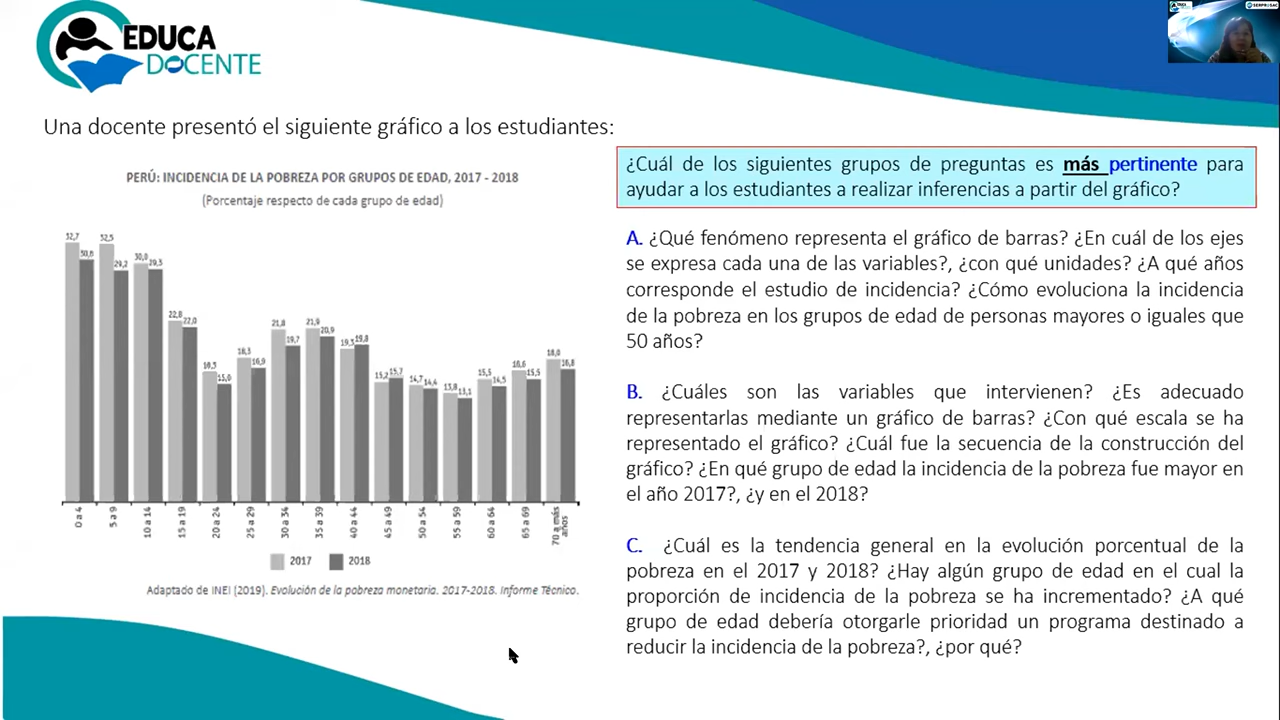 EDUCA
DOCENTE
Una docente presentó el siguiente gráfico a los estudiantes:
PERÚ: INCIDENCIA DE LA POBREZA POR GRUPOS DE EDAD, 2017 - 2018
(Porcentaje respecto de cada grupo de edad)
32,7 30,8 32,5 29,2 30,0 29,3 22,8 22,0 16,5 15,0 18,3 16,9 21,8 19,7 21,9 20,9 19,3 19,8 15,2 15,7 14,7 14,4 13,8 13,1 15,5 14,5 16,6 15,5 18,0 16,8
0 a 4 5 a 9 10 a 14 15 a 19 20 a 24 25 a 29 30 a 34 35 a 39 40 a 44 45 a 49 50 a 54 55 a 59 60 a 64 65 a 69 70 a más años
2017 2018
Adaptado de INEI (2019). Evolución de la pobreza monetaria. 2017-2018. Informe Técnico.
¿Cuál de los siguientes grupos de preguntas es más pertinente para
ayudar a los estudiantes a realizar inferencias a partir del gráfico?
A. ¿Qué fenómeno representa el gráfico de barras? ¿En cuál de los ejes
se expresa cada una de las variables?, ¿con qué unidades? ¿A qué años
corresponde el estudio de incidencia? ¿Cómo evoluciona la incidencia
de la pobreza en los grupos de edad de personas mayores o iguales que
50 años?
B. ¿Cuáles son las variables que intervienen? ¿Es adecuado
representarlas mediante un gráfico de barras? ¿Con qué escala se ha
representado el gráfico? ¿Cuál fue la secuencia de la construcción del
gráfico? ¿En qué grupo de edad la incidencia de la pobreza fue mayor en
el año 2017?, ¿y en el 2018?
C. ¿Cuál es la tendencia general en la evolución porcentual de la
pobreza en el 2017 y 2018? ¿Hay algún grupo de edad en el cual la
proporción de incidencia de la pobreza se ha incrementado? ¿A qué
grupo de edad debería otorgarle prioridad un programa destinado a
reducir la incidencia de la pobreza?, ¿por qué?